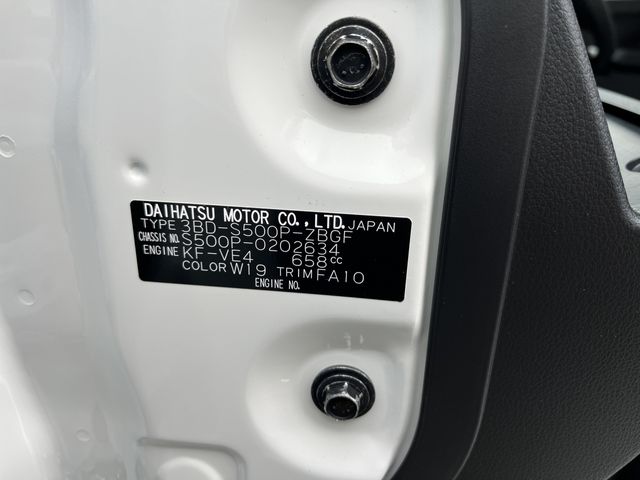 DAIHATSU MOTOR CO.,LTD. JAPAN
TYPE 3BD-S500P-ZBGF
CHASSIS NO. S500P-0202634
ENGINE KF-VE4 658cc
COLOR W19 TRIM FA10
ENGINE NO.